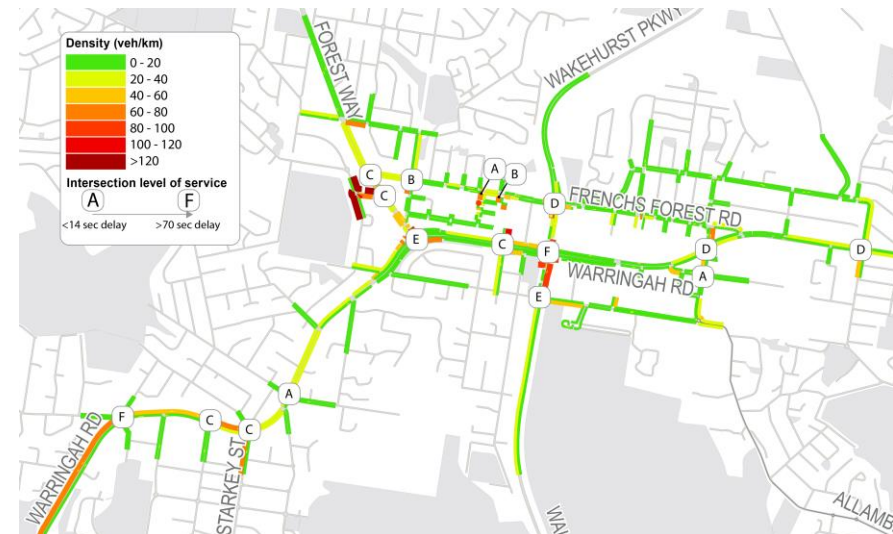 Density (veh/km)
0 - 20
20 - 40
40 - 60
60 - 80
80 - 100
100 - 120
>120
Intersection level of service
A
F
<14 sec delay
>70 sec delay
FOREST WAY
WAKEHURST PKWY
C
B
A
B
C
D
FRENCHS FOREST RD
E
C
F
D
D
WARRINGAH RD
A
E
A
F
C
C
WARRINGAH RD
STARKEY ST
ALLAMB